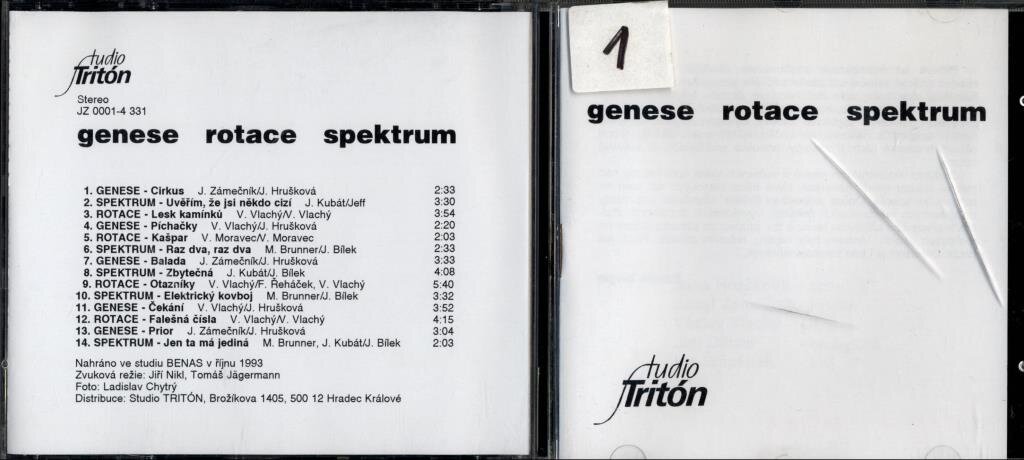 Studio
Tritón
Stereo
JZ 0001-4 331
genese rotace spektrum
1. GENESE - Cirkus J. Zámečník/J. Hrušková 2:33
2. SPEKTRUM - Uvěřím, že jsi někdo cizí J. Kubát/Jeff 3:30
3. ROTACE - Lesk kamínků V. Vlachý/V. Vlachý 3:54
4. GENESE - Píchačky V. Vlachý/J. Hrušková 2:20
5. ROTACE - Kašpar V. Moravec/V. Moravec 2:03
6. SPEKTRUM - Raz dva, raz dva M. Brunner/J. Bílek 2:33
7. GENESE - Balada J. Zámečník/J. Hrušková 3:33
8. SPEKTRUM - Zbytečná J. Kubát/J. Bílek 4:08
9. ROTACE - Otazníky V. Vlachý/F. Řeháček, V. Vlachý 5:40
10. SPEKTRUM - Elektrický kovboj M. Brunner/J. Bílek 3:32
11. GENESE - Čekání V. Vlachý/J. Hrušková 3:52
12. ROTACE - Falešná čísla V. Vlachý/V. Vlachý 4:15
13. GENESE - Prior J. Zámečník/J. Hrušková 3:04
14. SPEKTRUM - Jen ta má jediná M. Brunner, J. Kubát/J. Bílek 2:03
Nahráno ve studiu BENAS v říjnu 1993
Zvuková režie: Jiří Nikl, Tomáš Jägermann
Foto: Ladislav Chytrý
Distribuce: Studio TRITÓN, Brožíkova 1405, 500 12 Hradec Králové
1
genese rotace spektrum
Studio
Tritón